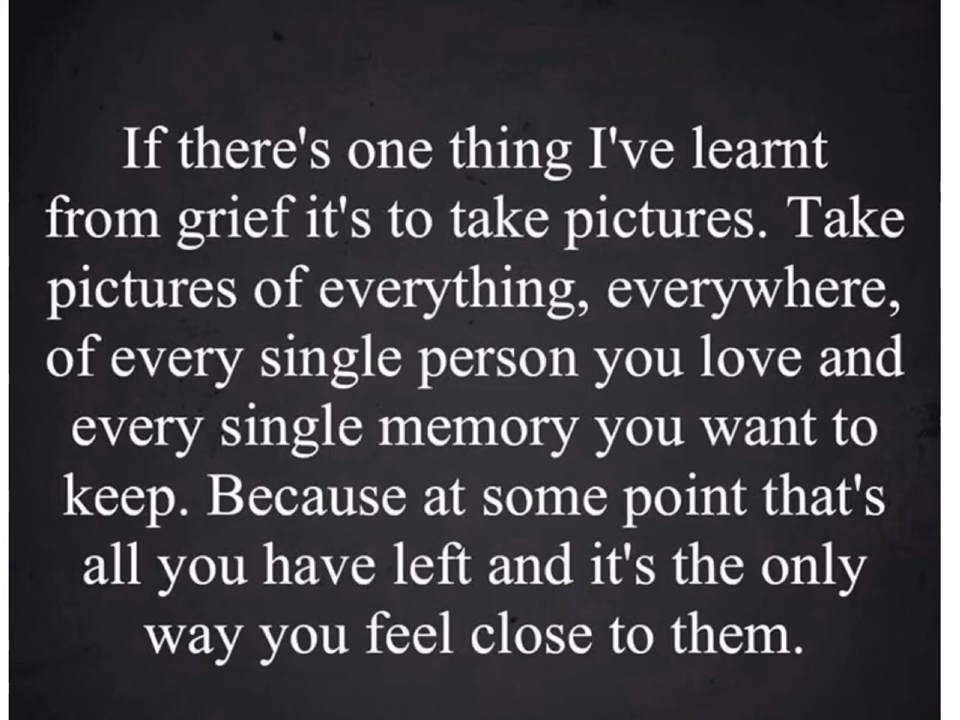 If there's one thing I've learnt
from grief it's to take pictures. Take
pictures of everything, everywhere,
of every single person you love and
every single memory you want to
keep. Because at some point that's
all you have left and it's the only
way you feel close to them.